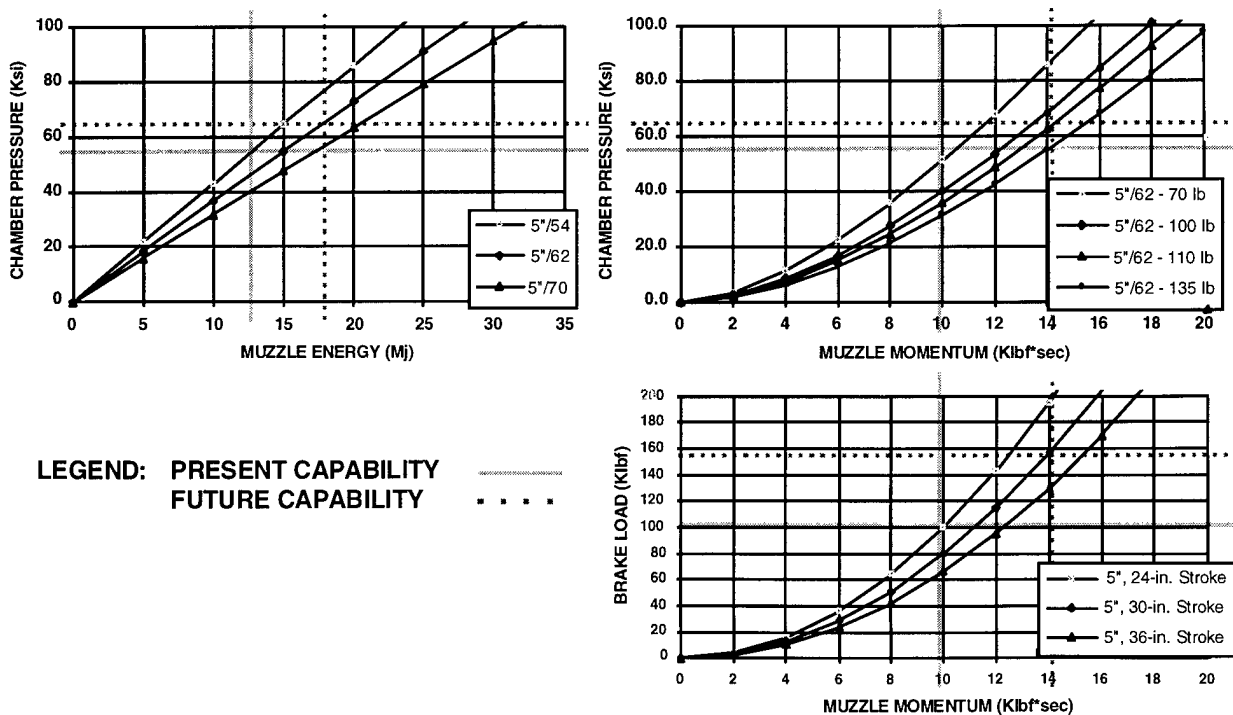 CHAMBER PRESSURE (Ksi)
100
80
60
40
20
0
0 5 10 15 20 25 30 35
MUZZLE ENERGY (Mj)
5"/54
5"/62
5"/70
CHAMBER PRESSURE (Ksi)
100.0
80.0
60.0
40.0
20.0
0.0
0 2 4 6 8 10 12 14 16 18 20
MUZZLE MOMENTUM (Klbf*sec)
5"/62 - 70 lb
5"/62 - 100 lb
5"/62 - 110 lb
5"/62 - 135 lb
LEGEND: PRESENT CAPABILITY
FUTURE CAPABILITY
BRAKE LOAD (Klbf)
200
180
160
140
120
100
80
60
40
20
0
0 2 4 6 8 10 12 14 16 18 20
MUZZLE MOMENTUM (Klbf*sec)
5", 24-in. Stroke
5", 30-in. Stroke
5", 36-in. Stroke